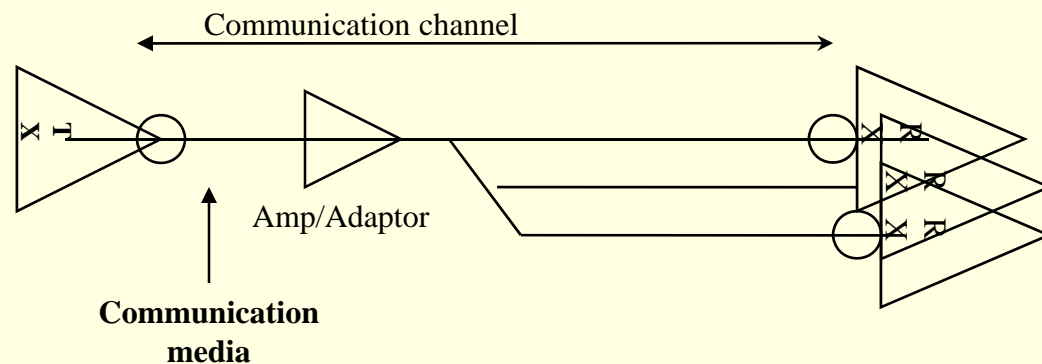 Communication channel
TX
RX
RX
RX
Amp/Adaptor
Communication
media